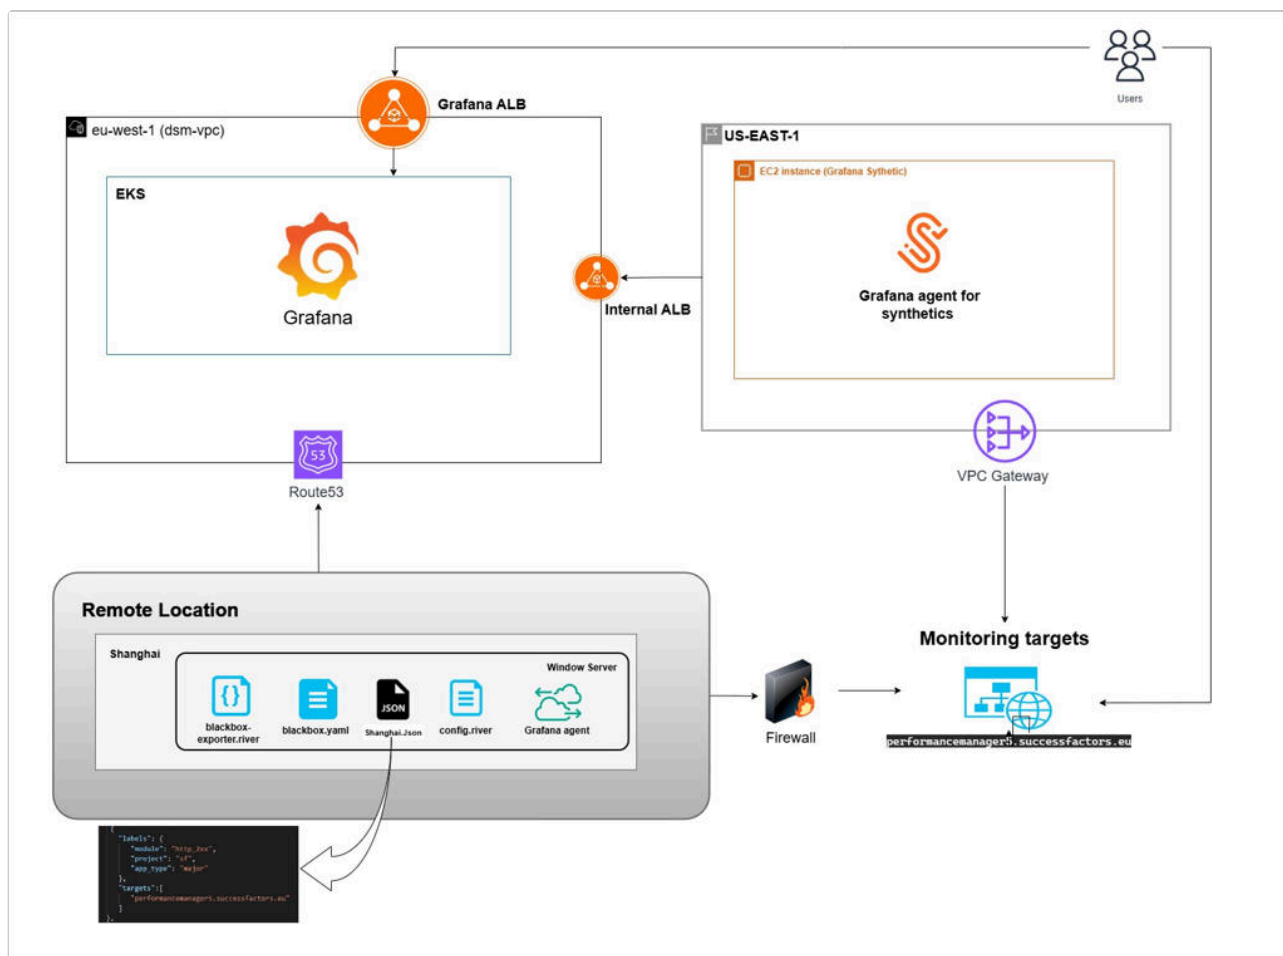 Users
Grafana ALB
eu-west-1 (dsm-vpc)
US-EAST-1
EKS
EC2 instance (Grafana Sythetic)
Grafana
Grafana agent for
synthetics
Internal ALB
53
Route53
VPC Gateway
Remote Location
Monitoring targets
Shanghai
Window Server
{}
JSON
blackbox-
exporter.river
blackbox.yaml
Shanghai.Json
config.river
Grafana agent
Firewall
performancemanager5.successfactors.eu
{
"labels": {
"module": "http_2xx",
"project": "sf",
"app_type": "major"
},
"targets":[
"performancemanager5.successfactors.eu"
]
},